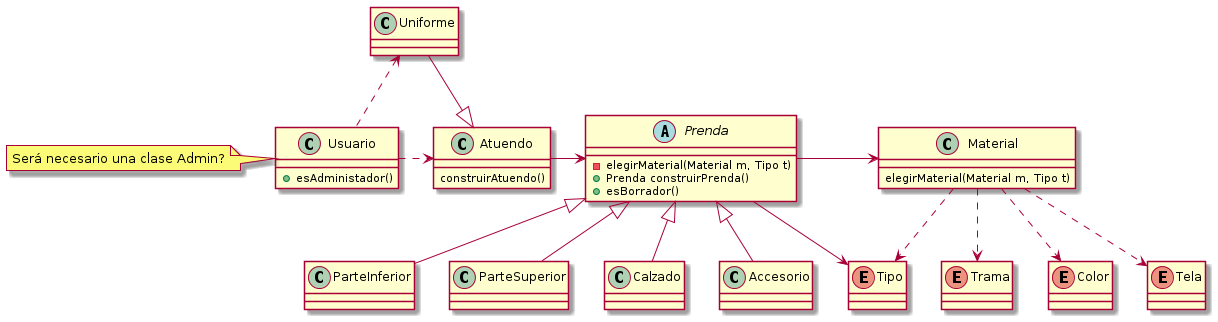 C Uniforme
Será necesario una clase Admin?
C Usuario
esAdministador()
C Atuendo
construirAtuendo()
A Prenda
elegirMaterial(Material m, Tipo t)
Prenda construirPrenda()
esBorrador()
C Material
elegirMaterial(Material m, Tipo t)
C ParteInferior
C ParteSuperior
C Calzado
C Accesorio
E Tipo
E Trama
E Color
E Tela